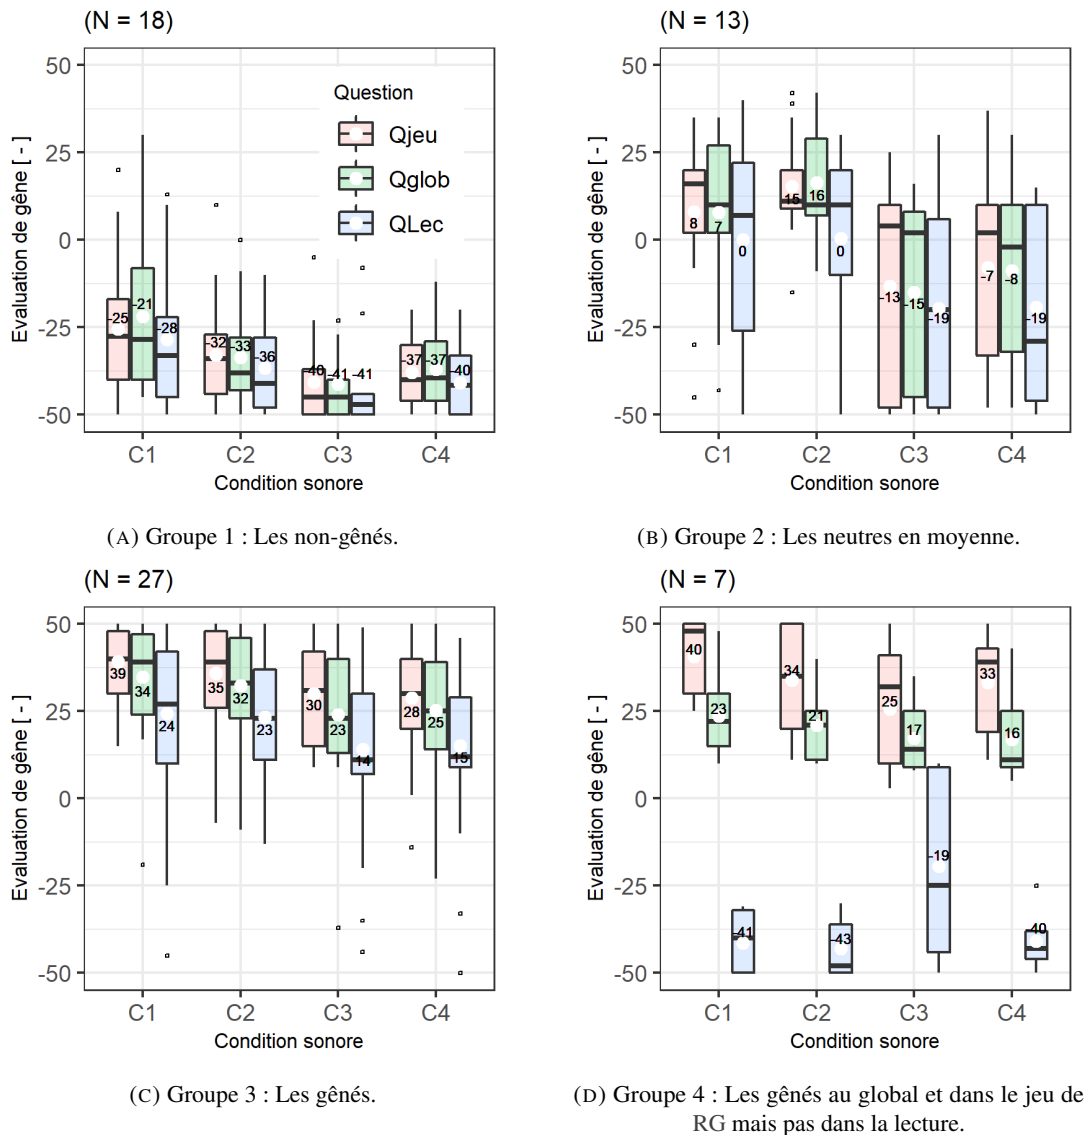 (N = 18)
Evaluation de gêne [ - ]
50
25
0
-25
-50
Question
Qjeu
Qglob
QLec
-25
-21
-28
-32
-33
-36
-40
-41
-41
-37
-37
-40
C1
C2
C3
C4
Condition sonore
(A) Groupe 1 : Les non-gênés.
(N = 13)
Evaluation de gêne [ - ]
50
25
0
-25
-50
8
7
0
15
16
0
-13
-15
-19
-7
-8
-19
C1
C2
C3
C4
Condition sonore
(B) Groupe 2 : Les neutres en moyenne.
(N = 27)
Evaluation de gêne [ - ]
50
25
0
-25
-50
39
34
24
35
32
23
30
23
14
28
25
15
C1
C2
C3
C4
Condition sonore
(C) Groupe 3 : Les gênés.
(N = 7)
Evaluation de gêne [ - ]
50
25
0
-25
-50
40
23
-41
34
21
-43
25
17
-19
33
16
-40
C1
C2
C3
C4
Condition sonore
(D) Groupe 4 : Les gênés au global et dans le jeu de
RG mais pas dans la lecture.